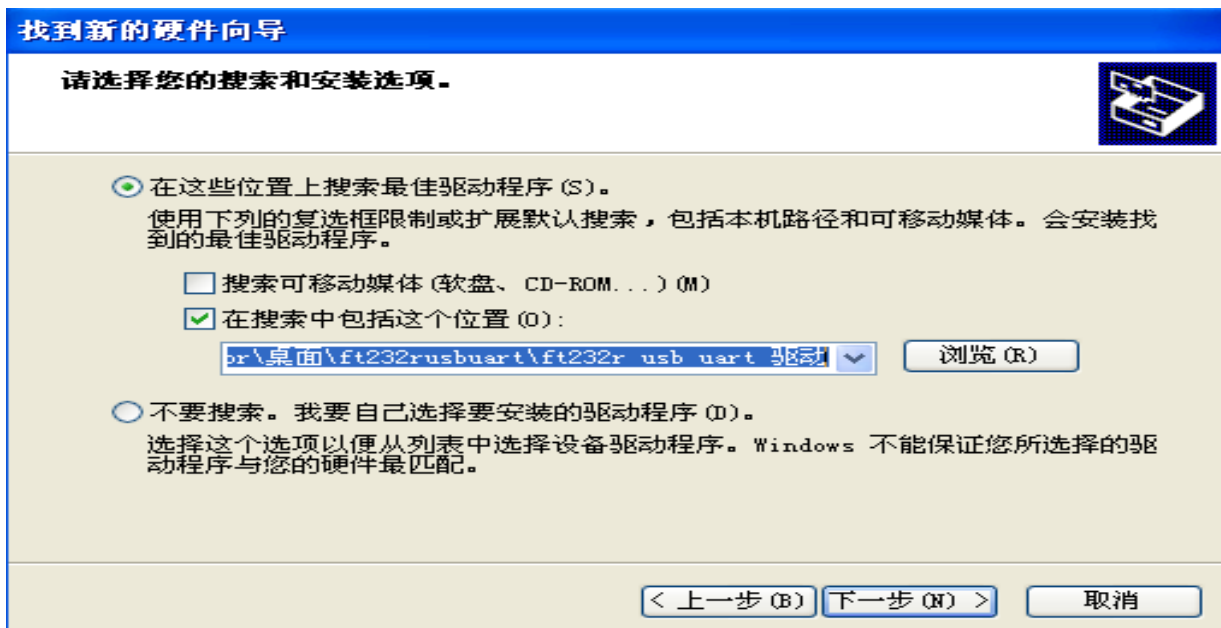 找到新的硬件向导
请选择您的搜索和安装选项。
在这些位置上搜索最佳驱动程序(S)。
使用下列的复选框限制或扩展默认搜索，包括本机路径和可移动媒体。会安装找
到的最佳驱动程序。
搜索可移动媒体(软盘、CD-ROM...)(M)
在搜索中包括这个位置(O):
or\桌面\ft232rusbuart\ft232r usb uart 驱动
浏览(R)
不要搜索。我要自己选择要安装的驱动程序(D)。
选择这个选项以便从列表中选择设备驱动程序。Windows 不能保证您所选择的驱
动程序与您的硬件最匹配。
< 上一步(B) 下一步(N) > 取消